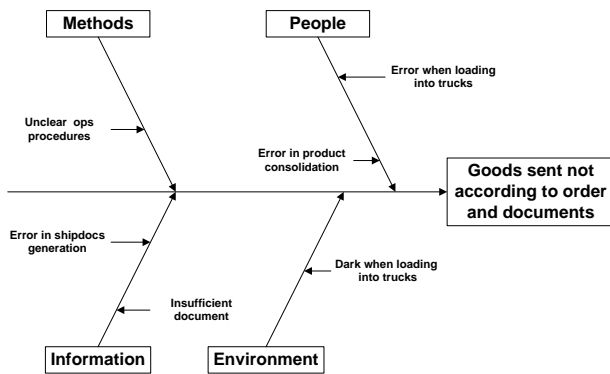 Methods
People
Error when loading
into trucks
Unclear ops
procedures
Error in product
consolidation
Goods sent not
according to order
and documents
Error in shipdocs
generation
Dark when loading
into trucks
Insufficient
document
Information
Environment